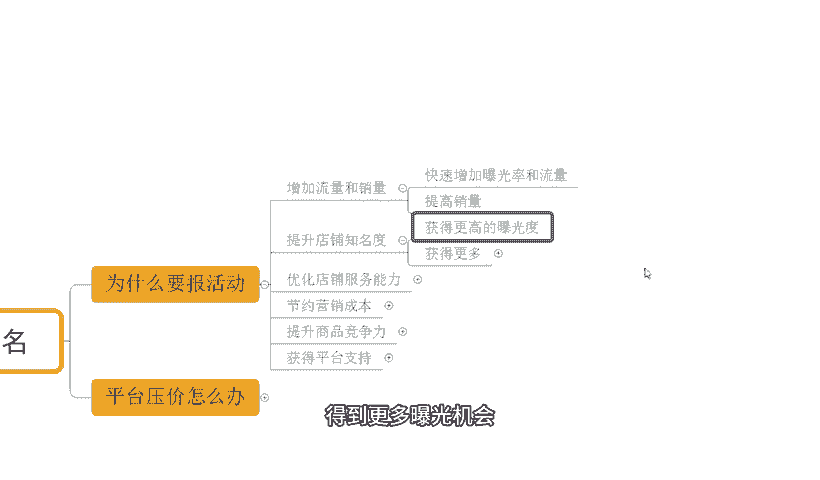 快速增加曝光率和流量
增加流量和销量
提高销量
获得更高的曝光度
提升店铺知名度
获得更多
为什么要报活动
优化店铺服务能力
节约营销成本
提升商品竞争力
名
获得平台支持
平台压价怎么办
得到更多曝光机会